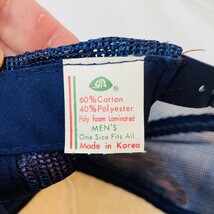 60% Cotton
40% Polyester
Poly foam Laminated
MEN'S
One Size Fits All
Made in Korea